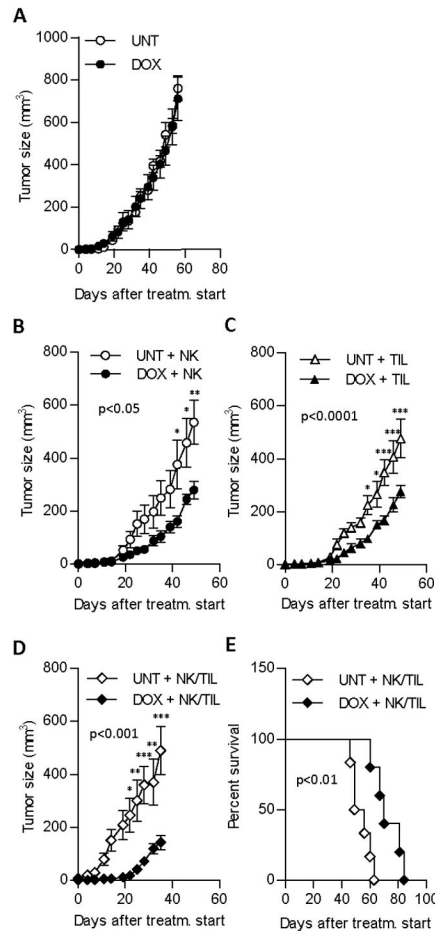 A
UNT
DOX
Tumor size (mm³)
1000
800
600
400
200
0
0 20 40 60 80
Days after treatm. start
B
UNT + NK
DOX + NK
p<0.05
Tumor size (mm³)
800
600
400
200
0
* * **
0 20 40 60
Days after treatm. start
C
UNT + TIL
DOX + TIL
p<0.0001
Tumor size (mm³)
800
600
400
200
0
* * *** *** ***
0 20 40 60
Days after treatm. start
D
UNT + NK/TIL
DOX + NK/TIL
p<0.001
Tumor size (mm³)
800
600
400
200
0
* ** *** ** ***
0 20 40 60
Days after treatm. start
E
UNT + NK/TIL
DOX + NK/TIL
p<0.01
Percent survival
150
100
50
0
0 20 40 60 80 100
Days after treatm. start